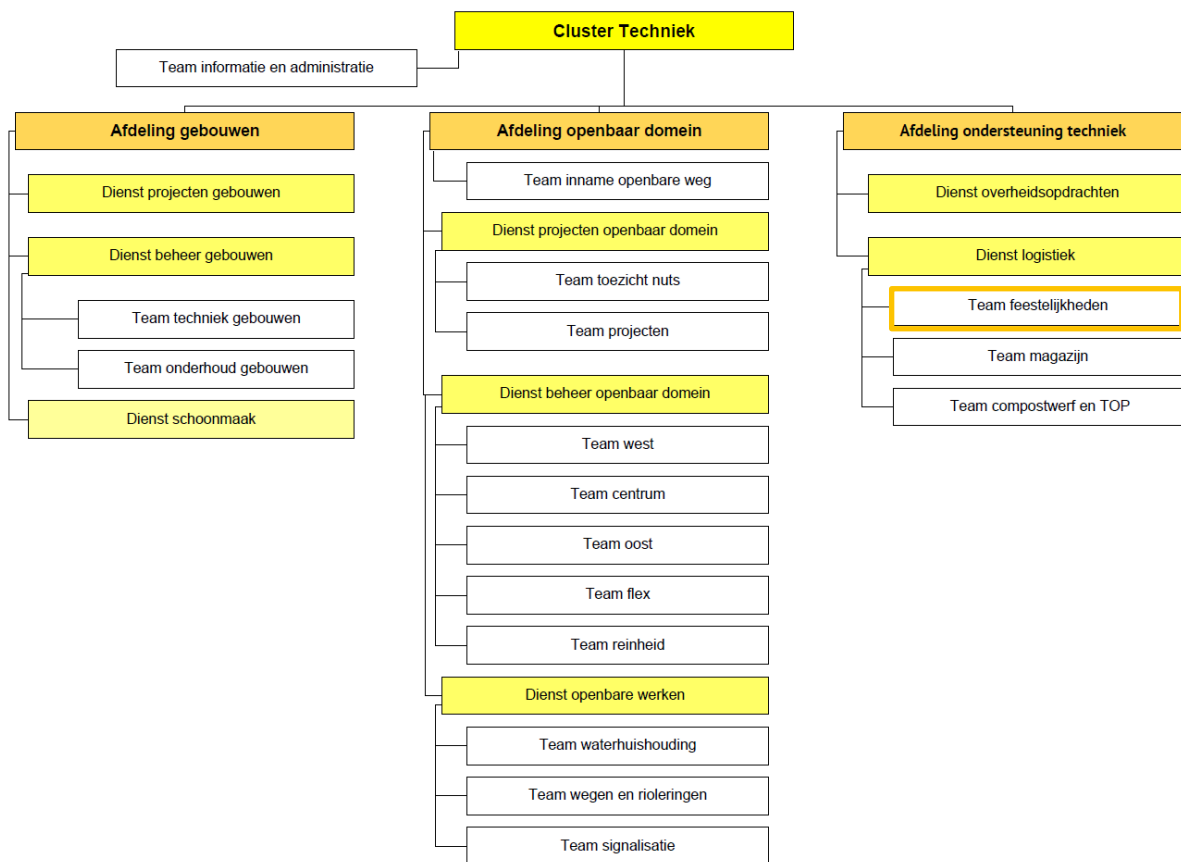 Cluster Techniek
Team informatie en administratie
Afdeling gebouwen
Dienst projecten gebouwen
Dienst beheer gebouwen
Team techniek gebouwen
Team onderhoud gebouwen
Dienst schoonmaak
Afdeling openbaar domein
Team inname openbare weg
Dienst projecten openbaar domein
Team toezicht nuts
Team projecten
Dienst beheer openbaar domein
Team west
Team centrum
Team oost
Team flex
Team reinheid
Dienst openbare werken
Team waterhuishouding
Team wegen en rioleringen
Team signalisatie
Afdeling ondersteuning techniek
Dienst overheidsopdrachten
Dienst logistiek
Team feestelijkheden
Team magazijn
Team compostwerf en TOP